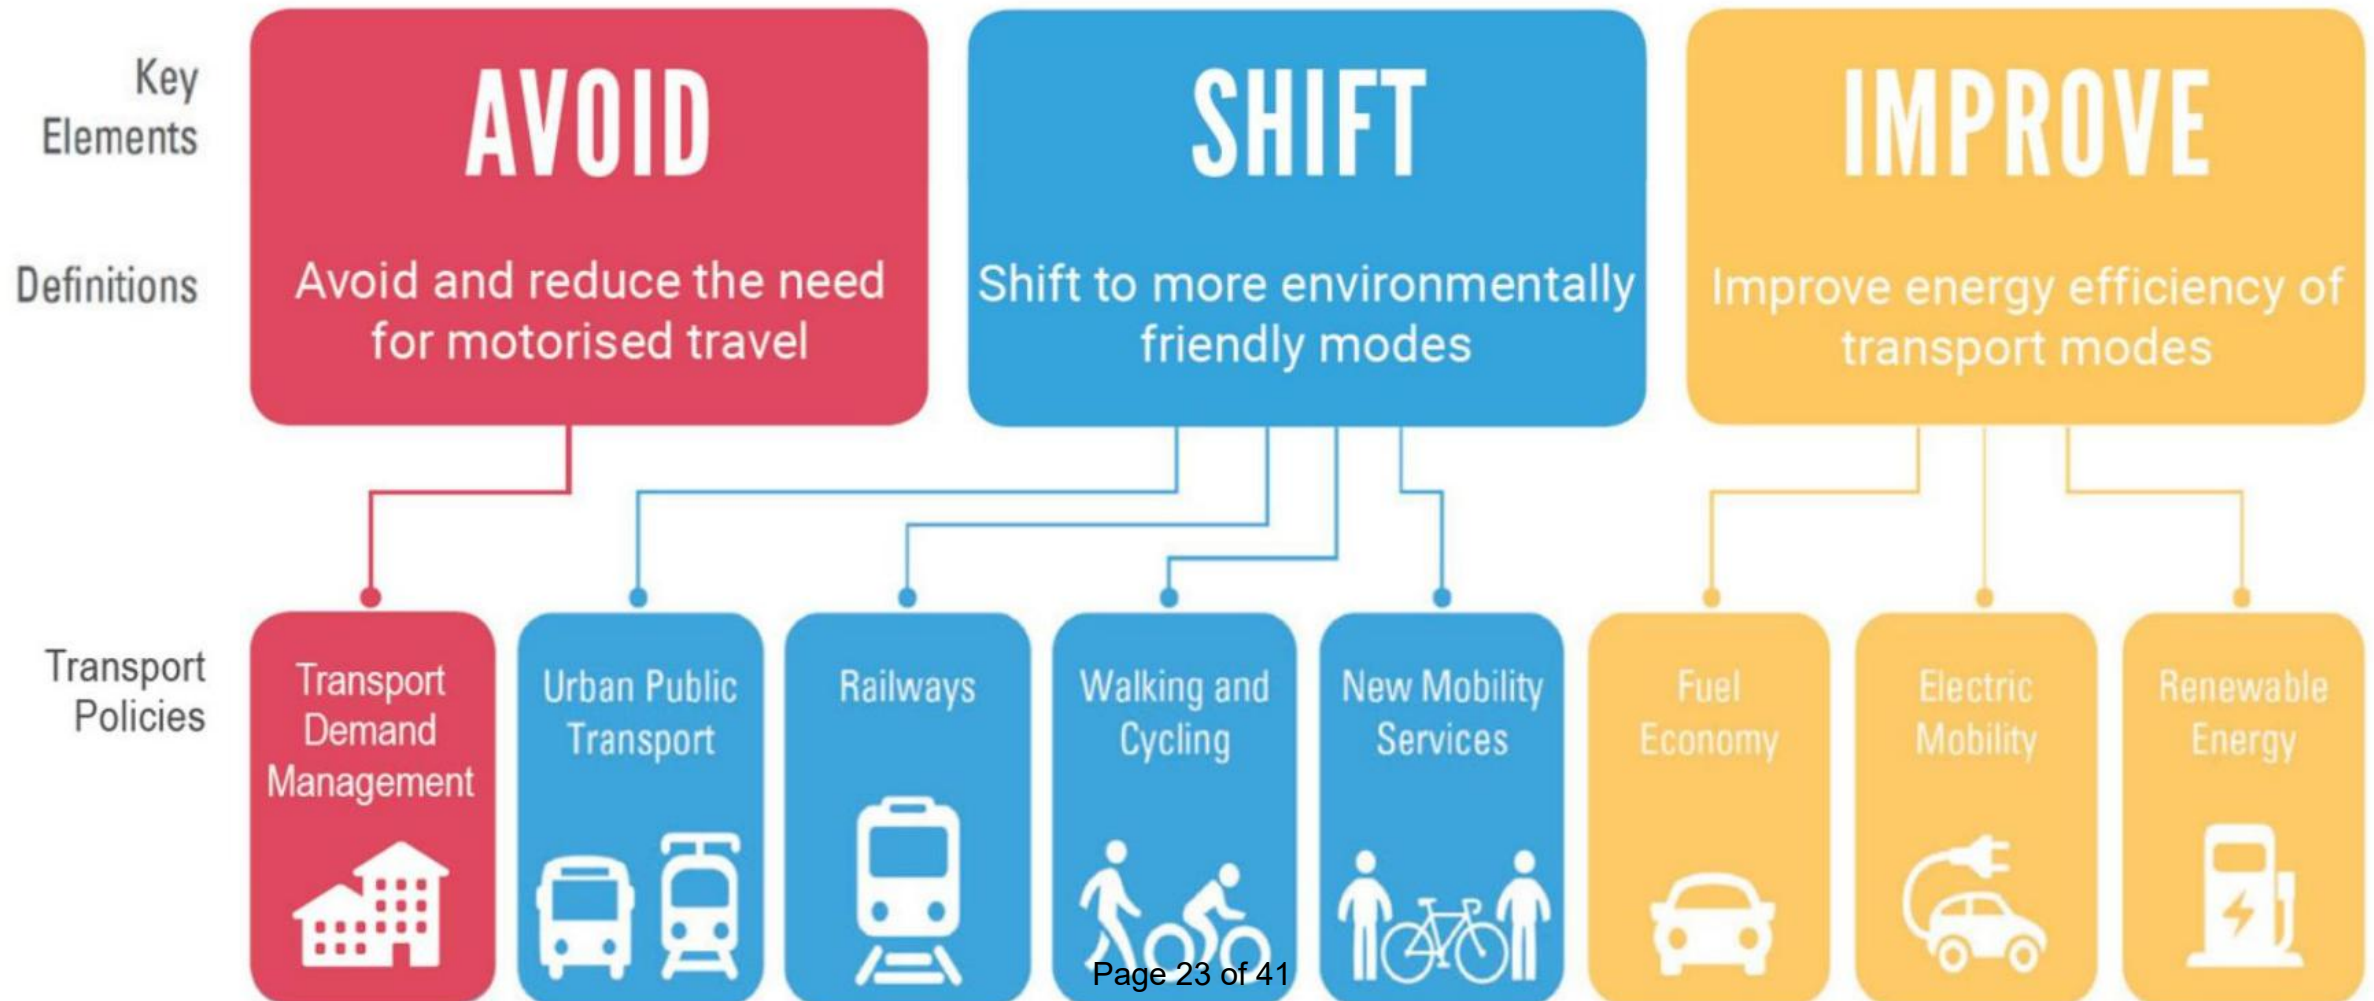 Key
Elements
AVOID
SHIFT
IMPROVE
Definitions
Avoid and reduce the need
for motorised travel
Shift to more environmentally
friendly modes
Improve energy efficiency of
transport modes
Transport
Policies
Transport
Demand
Management
Urban Public
Transport
Railways
Walking and
Cycling
New Mobility
Services
Fuel
Economy
Electric
Mobility
Renewable
Energy
Page 23 of 41